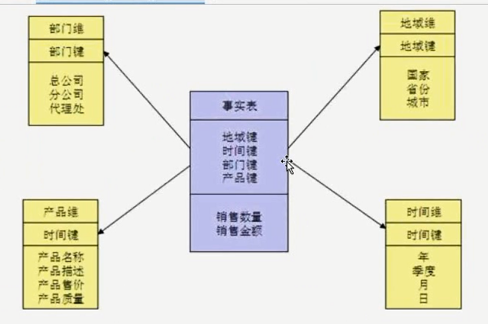 部门维
部门键
总公司
分公司
代理处
地域维
地域键
国家
省份
城市
事实表
地域键
时间键
部门键
产品键
销售数量
销售金额
产品维
时间键
产品名称
产品描述
产品售价
产品质量
时间维
时间键
年
季度
月
日